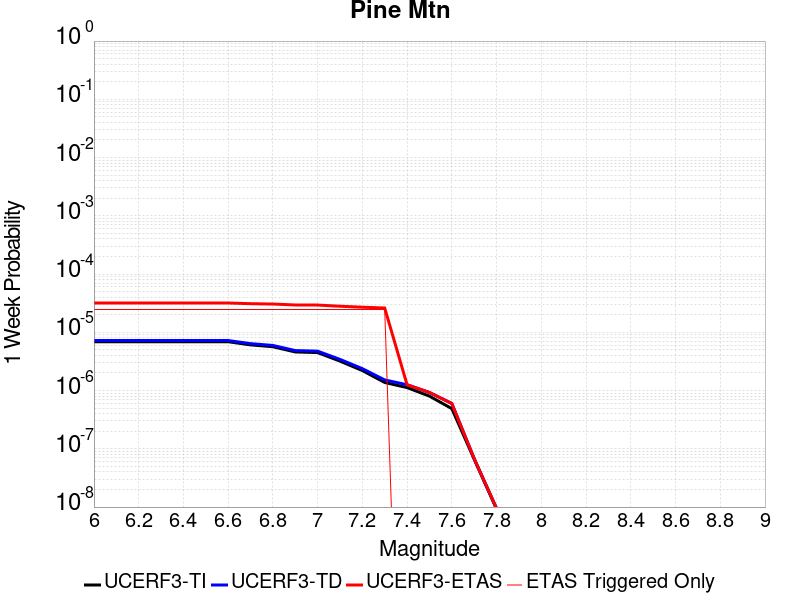 Pine Mtn
10^0
10^-1
10^-2
10^-3
10^-4
10^-5
10^-6
10^-7
10^-8
1 Week Probability
6 6.2 6.4 6.6 6.8 7 7.2 7.4 7.6 7.8 8 8.2 8.4 8.6 8.8 9
Magnitude
UCERF3-TI UCERF3-TD UCERF3-ETAS ETAS Triggered Only